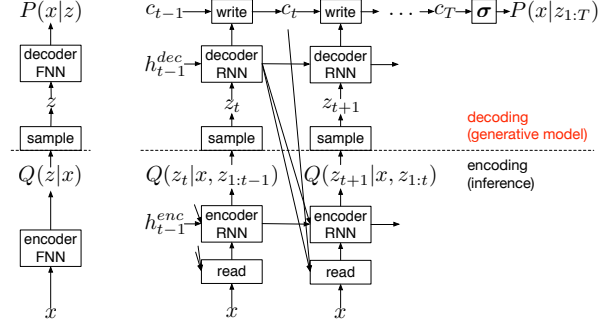 P(x|z)
decoder
FNN
z
sample
Q(z|x)
encoder
FNN
x
c_{t−1} write c_t write . . . c_T σ P(x|z_{1:T})
h^{dec}_{t−1} decoder
RNN decoder
RNN
z_t z_{t+1}
sample sample
decoding
(generative model)
encoding
(inference)
Q(z_t|x, z_{1:t−1}) Q(z_{t+1}|x, z_{1:t})
h^{enc}_{t−1} encoder
RNN encoder
RNN
read read
x x